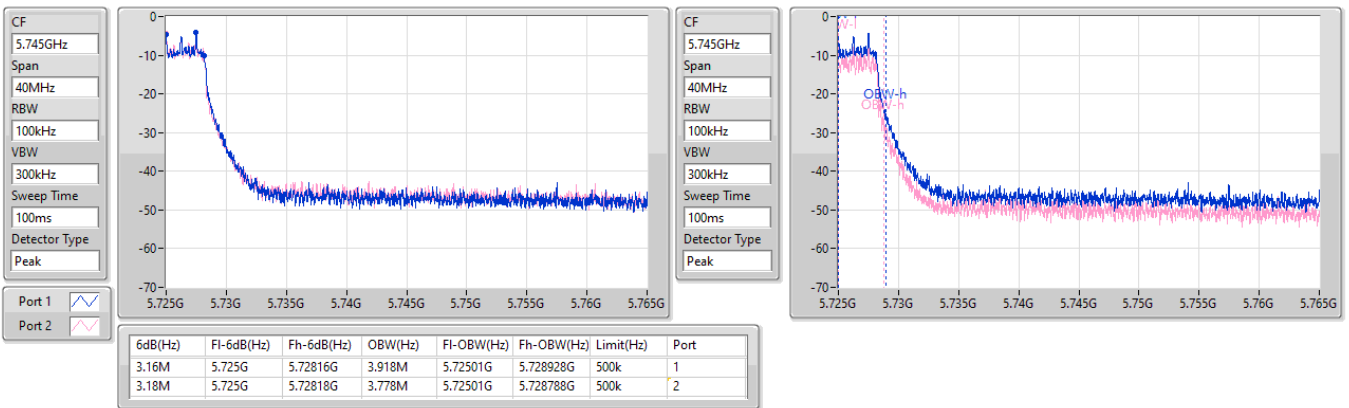 CF
5.745GHz
Span
40MHz
RBW
100kHz
VBW
300kHz
Sweep Time
100ms
Detector Type
Peak
Port 1
Port 2
0
-10
-20
-30
-40
-50
-60
-70
5.725G 5.73G 5.735G 5.74G 5.745G 5.75G 5.755G 5.76G 5.765G
CF
5.745GHz
Span
40MHz
RBW
100kHz
VBW
300kHz
Sweep Time
100ms
Detector Type
Peak
0
-10
-20
-30
-40
-50
-60
-70
OBW-h
OBW-h
5.725G 5.73G 5.735G 5.74G 5.745G 5.75G 5.755G 5.76G 5.765G
6dB(Hz) Fl-6dB(Hz) Fh-6dB(Hz) OBW(Hz) Fl-OBW(Hz) Fh-OBW(Hz) Limit(Hz) Port
3.16M 5.725G 5.72816G 3.918M 5.72501G 5.728928G 500k 1
3.18M 5.725G 5.72818G 3.778M 5.72501G 5.728788G 500k 2